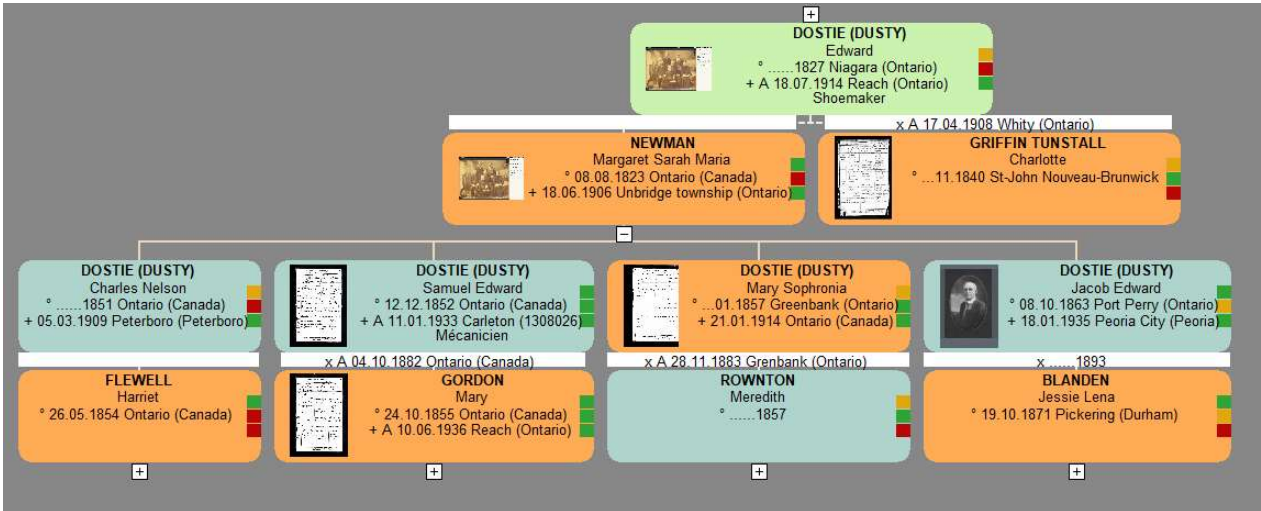 +
DOSTIE (DUSTY)
Edward
° ......1827 Niagara (Ontario)
+ A 18.07.1914 Reach (Ontario)
Shoemaker
x A 17.04.1908 Whity (Ontario)
NEWMAN
Margaret Sarah Maria
° 08.08.1823 Ontario (Canada)
+ 18.06.1906 Unbridge township (Ontario)
GRIFFIN TUNSTALL
Charlotte
° ...11.1840 St-John Nouveau-Brunwick
−
DOSTIE (DUSTY)
Charles Nelson
° ......1851 Ontario (Canada)
+ 05.03.1909 Peterboro (Peterboro)
DOSTIE (DUSTY)
Samuel Edward
° 12.12.1852 Ontario (Canada)
+ A 11.01.1933 Carleton (1308026)
Mécanicien
DOSTIE (DUSTY)
Mary Sophronia
° ...01.1857 Greenbank (Ontario)
+ 21.01.1914 Ontario (Canada)
DOSTIE (DUSTY)
Jacob Edward
° 08.10.1863 Port Perry (Ontario)
+ 18.01.1935 Peoria City (Peoria)
x A 04.10.1882 Ontario (Canada)
x A 28.11.1883 Grenbank (Ontario)
x ......1893
FLEWELL
Harriet
° 26.05.1854 Ontario (Canada)
GORDON
Mary
° 24.10.1855 Ontario (Canada)
+ A 10.06.1936 Reach (Ontario)
ROWNTON
Meredith
° ......1857
BLANDEN
Jessie Lena
° 19.10.1871 Pickering (Durham)
+
+
+
+